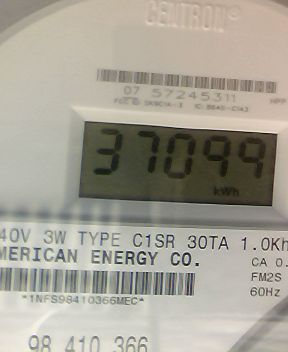 CENTRON®
07 57245311
37099
kWh
40V 3W TYPE C1SR 30TA 1.0Kh
MERICAN ENERGY CO.
CA 0.
FM2S
60Hz
*1NFS98410366MEC*
98 410 366